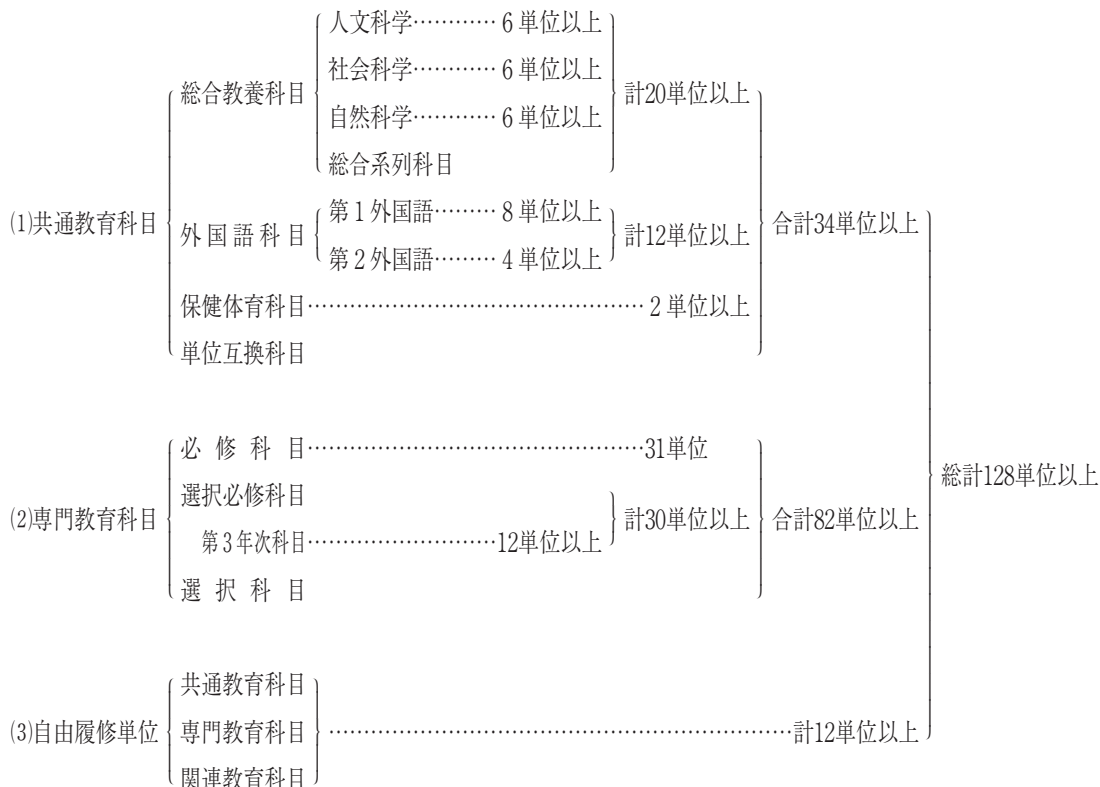 人文科学…………6単位以上
社会科学…………6単位以上
総合教養科目 計20単位以上
自然科学…………6単位以上
総合系列科目
第1外国語………8単位以上
(1)共通教育科目 外国語科目 計12単位以上 合計34単位以上
第2外国語………4単位以上
保健体育科目…………………………………………2単位以上
単位互換科目
必修科目…………………………………………31単位
総計128単位以上
選択必修科目
(2)専門教育科目 計30単位以上 合計82単位以上
第3年次科目………………………12単位以上
選択科目
共通教育科目
(3)自由履修単位 専門教育科目 …………………………………………………………計12単位以上
関連教育科目